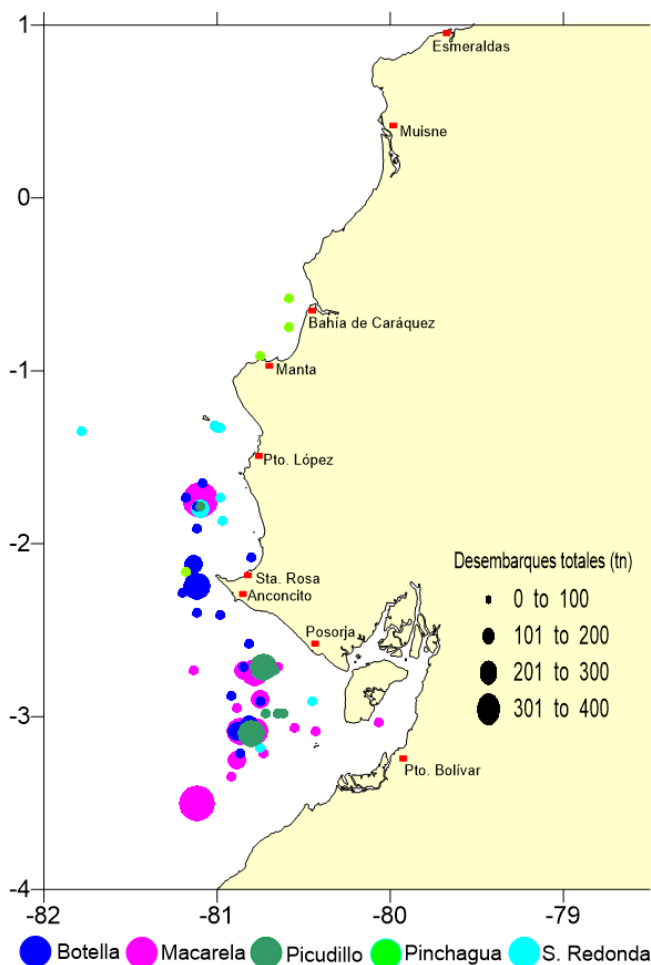 1
Esmeraldas
Muisne
0
Bahía de Caráquez
-1
Manta
Pto. López
-2
Desembarques totales (tn)
Sta. Rosa
0 to 100
Anconcito
101 to 200
Posorja
201 to 300
301 to 400
-3
Pto. Bolívar
-4
-82 -81 -80 -79
Botella Macarela Picudillo Pinchagua S. Redonda